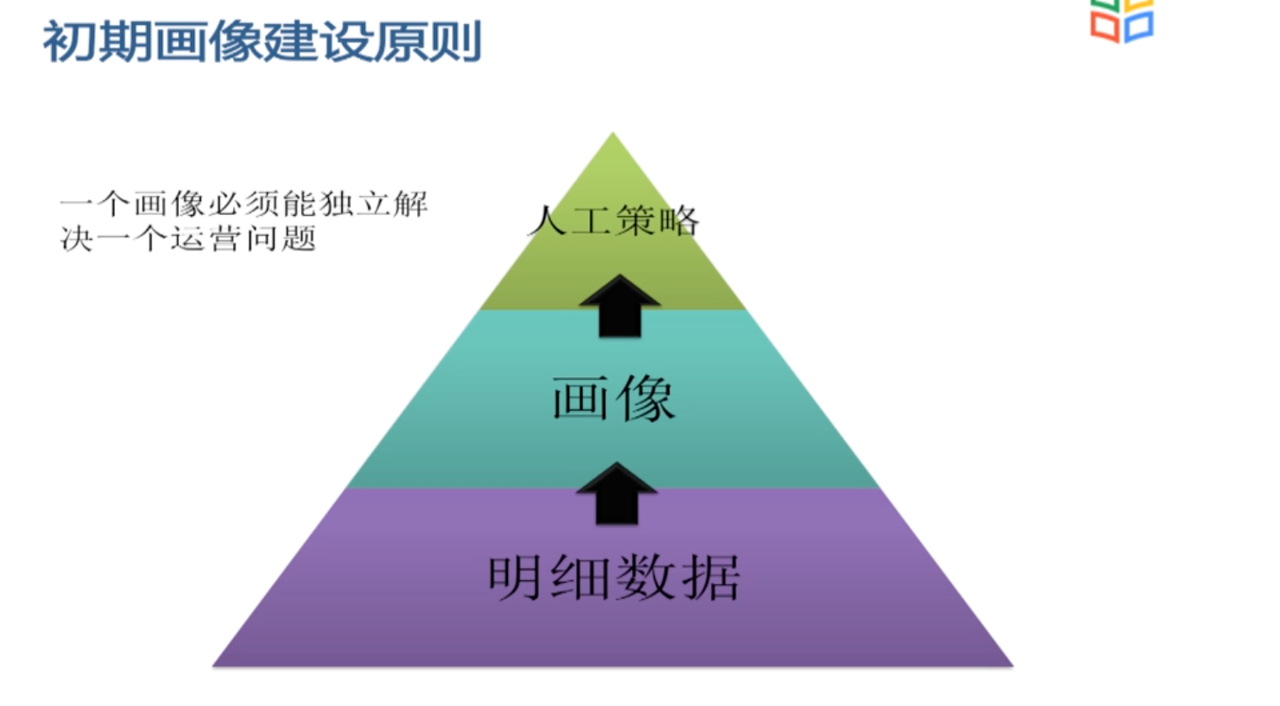 初期画像建设原则
一个画像必须能独立解
决一个运营问题
人工策略
画像
明细数据